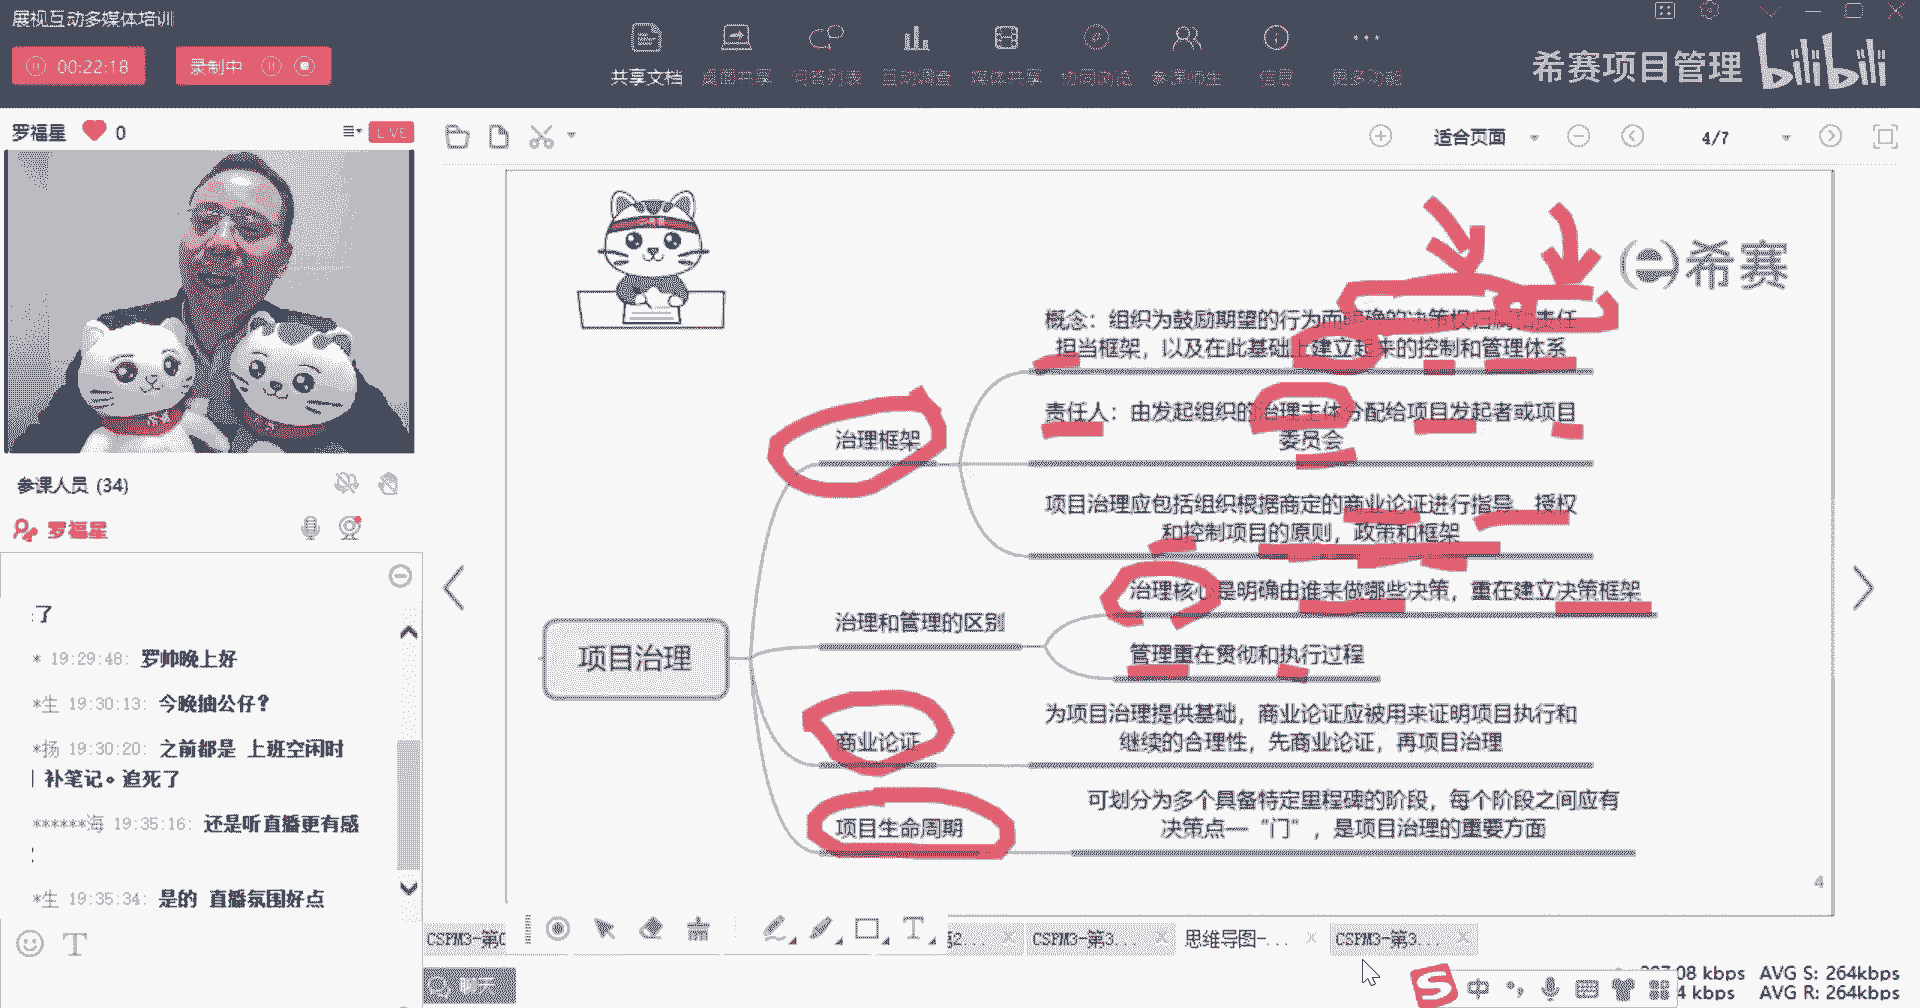 展视互动多媒体培训
00:22:18
录制中
共享文档
桌面共享
问答列表
互动调查
媒体共享
协同浏览
参课师生
信息
更多功能
希赛项目管理
bilibili
罗福星 0
LIVE
适合页面
4/7
参课人员 (34)
罗福星
了
* 19:29:48: 罗帅晚上好
*生 19:30:13: 今晚抽公仔?
*扬 19:30:20: 之前都是 上班空闲时
补笔记。追死了
******海 19:35:16: 还是听直播更有感
*生 19:35:34: 是的 直播氛围好点
希赛
概念：组织为鼓励期望的行为而明确的决策权归属和责任
担当框架，以及在此基础上建立起来的控制和管理体系
责任人：由发起组织的治理主体分配给项目发起者或项目
委员会
治理框架
项目治理应包括组织根据商定的商业论证进行指导、授权
和控制项目的原则，政策和框架
治理核心是明确由谁来做哪些决策，重在建立决策框架
治理和管理的区别
管理重在贯彻和执行过程
项目治理
为项目治理提供基础，商业论证应被用来证明项目执行和
继续的合理性，先商业论证，再项目治理
商业论证
可划分为多个具备特定里程碑的阶段，每个阶段之间应有
决策点—“门”，是项目治理的重要方面
项目生命周期
4
CSPM3-第
第2...
CSPM3-第3...
思维导图-...
CSPM3-第3...
聊天
中
08 kbps AVG S: 264kbps
4 kbps AVG R: 264kbps